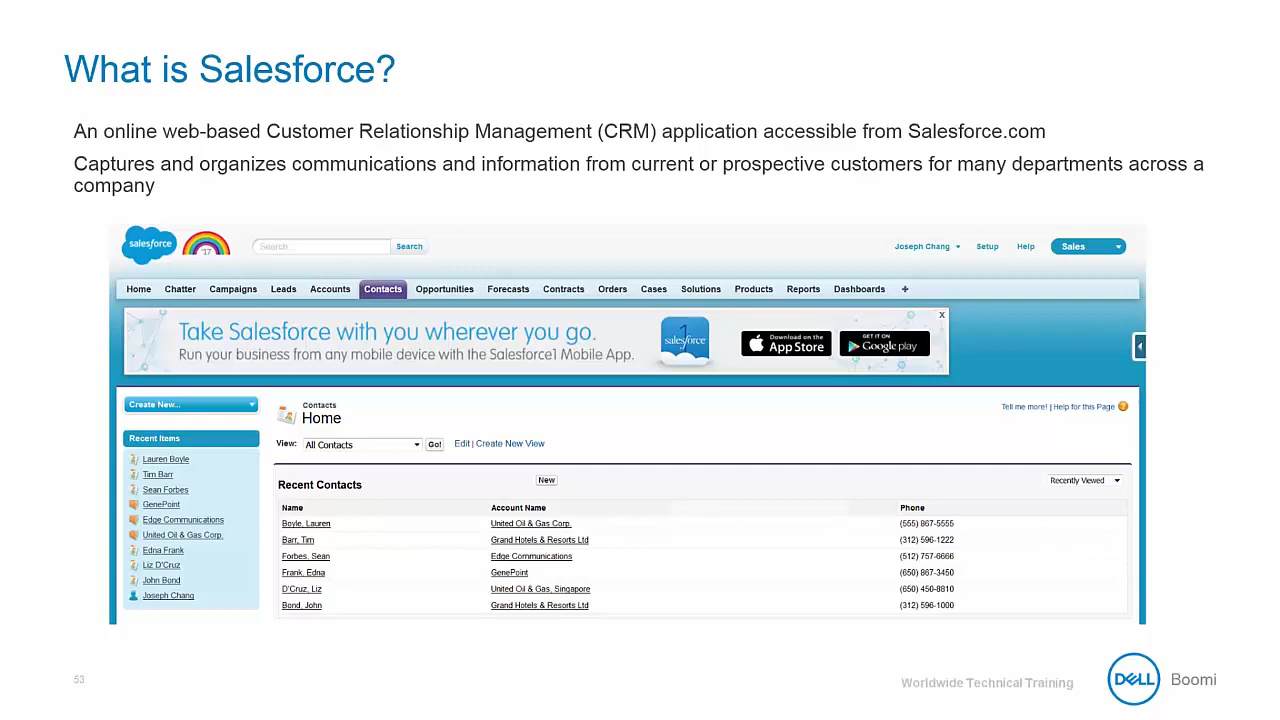 What is Salesforce?
An online web-based Customer Relationship Management (CRM) application accessible from Salesforce.com
Captures and organizes communications and information from current or prospective customers for many departments across a
company
salesforce
17
Search...
Search
Joseph Chang
Setup
Help
Sales
Home Chatter Campaigns Leads Accounts Contacts Opportunities Forecasts Contracts Orders Cases Solutions Products Reports Dashboards +
Take Salesforce with you wherever you go.
Run your business from any mobile device with the Salesforce1 Mobile App.
1
salesforce
Download on the
App Store
GET IT ON
Google play
X
Create New...
Recent Items
Lauren Boyle
Tim Barr
Sean Forbes
GenePoint
Edge Communications
United Oil & Gas Corp.
Edna Frank
Liz D'Cruz
John Bond
Joseph Chang
Contacts
Home
Tell me more! | Help for this Page ?
View: All Contacts Go! Edit | Create New View
Recent Contacts New Recently Viewed
Name Account Name Phone
Boyle, Lauren United Oil & Gas Corp. (555) 867-5555
Barr, Tim Grand Hotels & Resorts Ltd (312) 596-1222
Forbes, Sean Edge Communications (512) 757-6666
Frank, Edna GenePoint (650) 867-3450
D'Cruz, Liz United Oil & Gas, Singapore (650) 450-8810
Bond, John Grand Hotels & Resorts Ltd (312) 596-1000
53
Worldwide Technical Training
DELL
Boomi